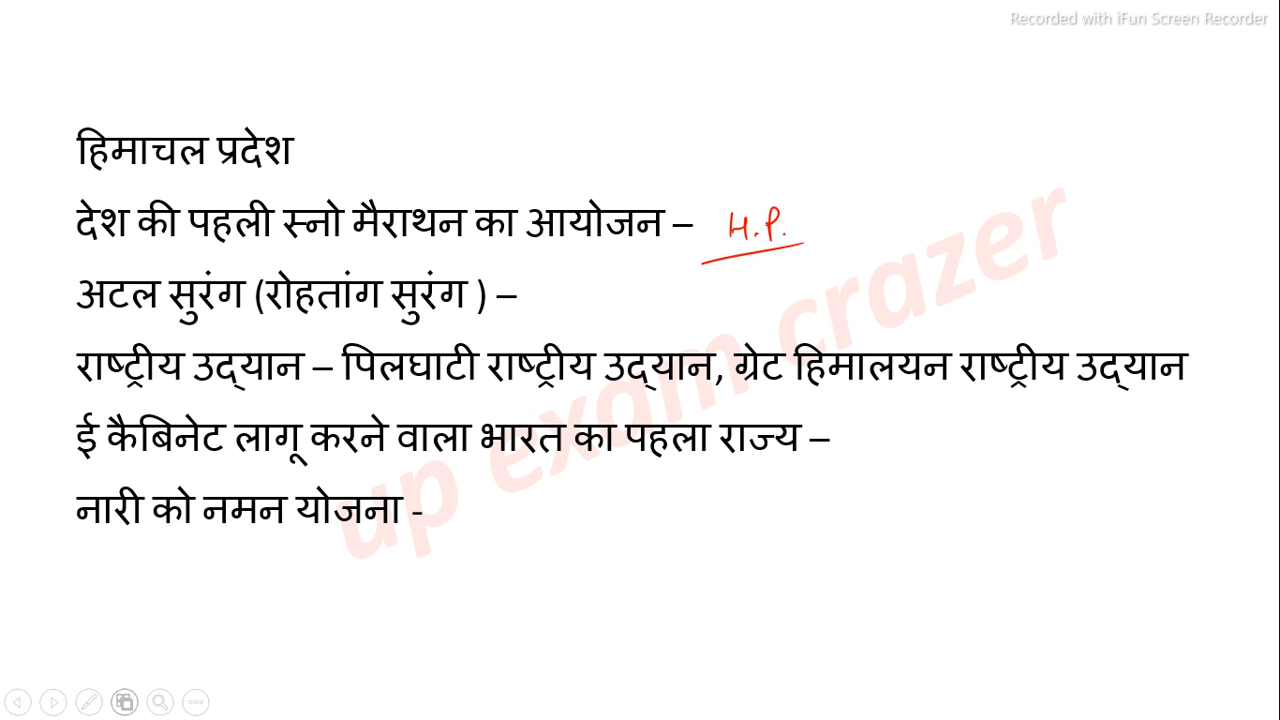 Recorded with iFun Screen Recorder
हिमाचल प्रदेश
देश की पहली स्नो मैराथन का आयोजन – H.P.
अटल सुरंग (रोहतांग सुरंग ) –
राष्ट्रीय उद्यान – पिलघाटी राष्ट्रीय उद्यान, ग्रेट हिमालयन राष्ट्रीय उद्यान
ई कैबिनेट लागू करने वाला भारत का पहला राज्य –
नारी को नमन योजना -
up exam crazer